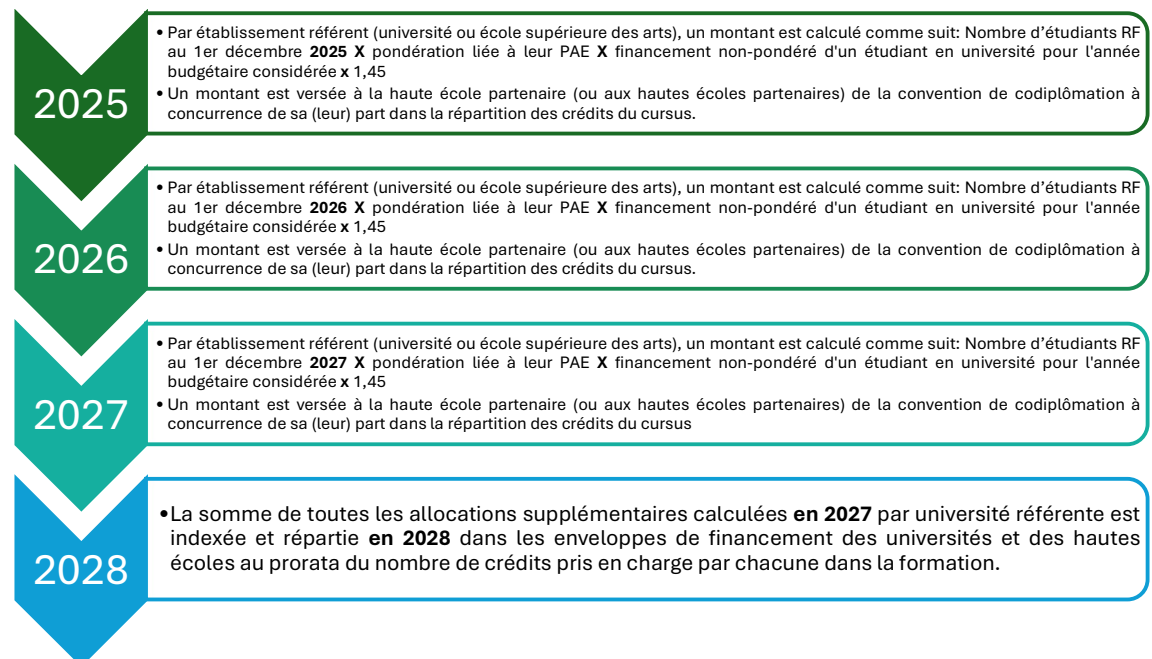 2025
• Par établissement référent (université ou école supérieure des arts), un montant est calculé comme suit: Nombre d’étudiants RF
au 1er décembre 2025 X pondération liée à leur PAE X financement non-pondéré d'un étudiant en université pour l'année
budgétaire considérée x 1,45
• Un montant est versée à la haute école partenaire (ou aux hautes écoles partenaires) de la convention de codiplômation à
concurrence de sa (leur) part dans la répartition des crédits du cursus.
2026
• Par établissement référent (université ou école supérieure des arts), un montant est calculé comme suit: Nombre d’étudiants RF
au 1er décembre 2026 X pondération liée à leur PAE X financement non-pondéré d'un étudiant en université pour l'année
budgétaire considérée x 1,45
• Un montant est versée à la haute école partenaire (ou aux hautes écoles partenaires) de la convention de codiplômation à
concurrence de sa (leur) part dans la répartition des crédits du cursus.
2027
• Par établissement référent (université ou école supérieure des arts), un montant est calculé comme suit: Nombre d’étudiants RF
au 1er décembre 2027 X pondération liée à leur PAE X financement non-pondéré d'un étudiant en université pour l'année
budgétaire considérée x 1,45
• Un montant est versée à la haute école partenaire (ou aux hautes écoles partenaires) de la convention de codiplômation à
concurrence de sa (leur) part dans la répartition des crédits du cursus
2028
•La somme de toutes les allocations supplémentaires calculées en 2027 par université référente est
indexée et répartie en 2028 dans les enveloppes de financement des universités et des hautes
écoles au prorata du nombre de crédits pris en charge par chacune dans la formation.